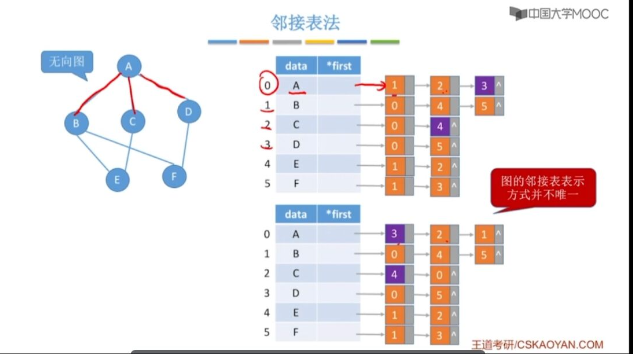 邻接表法
中国大学MOOC
无向图
A
B
C
D
E
F
data *first
0 A 1 2 3 ^
1 B 0 4 5 ^
2 C 0 4 ^
3 D 0 5 ^
4 E 1 2 ^
5 F 1 3 ^
图的邻接表表示
方式并不唯一
data *first
0 A 3 2 1 ^
1 B 0 4 5 ^
2 C 4 0 ^
3 D 0 5 ^
4 E 1 2 ^
5 F 1 3 ^
王道考研/CSKAOYAN.COM